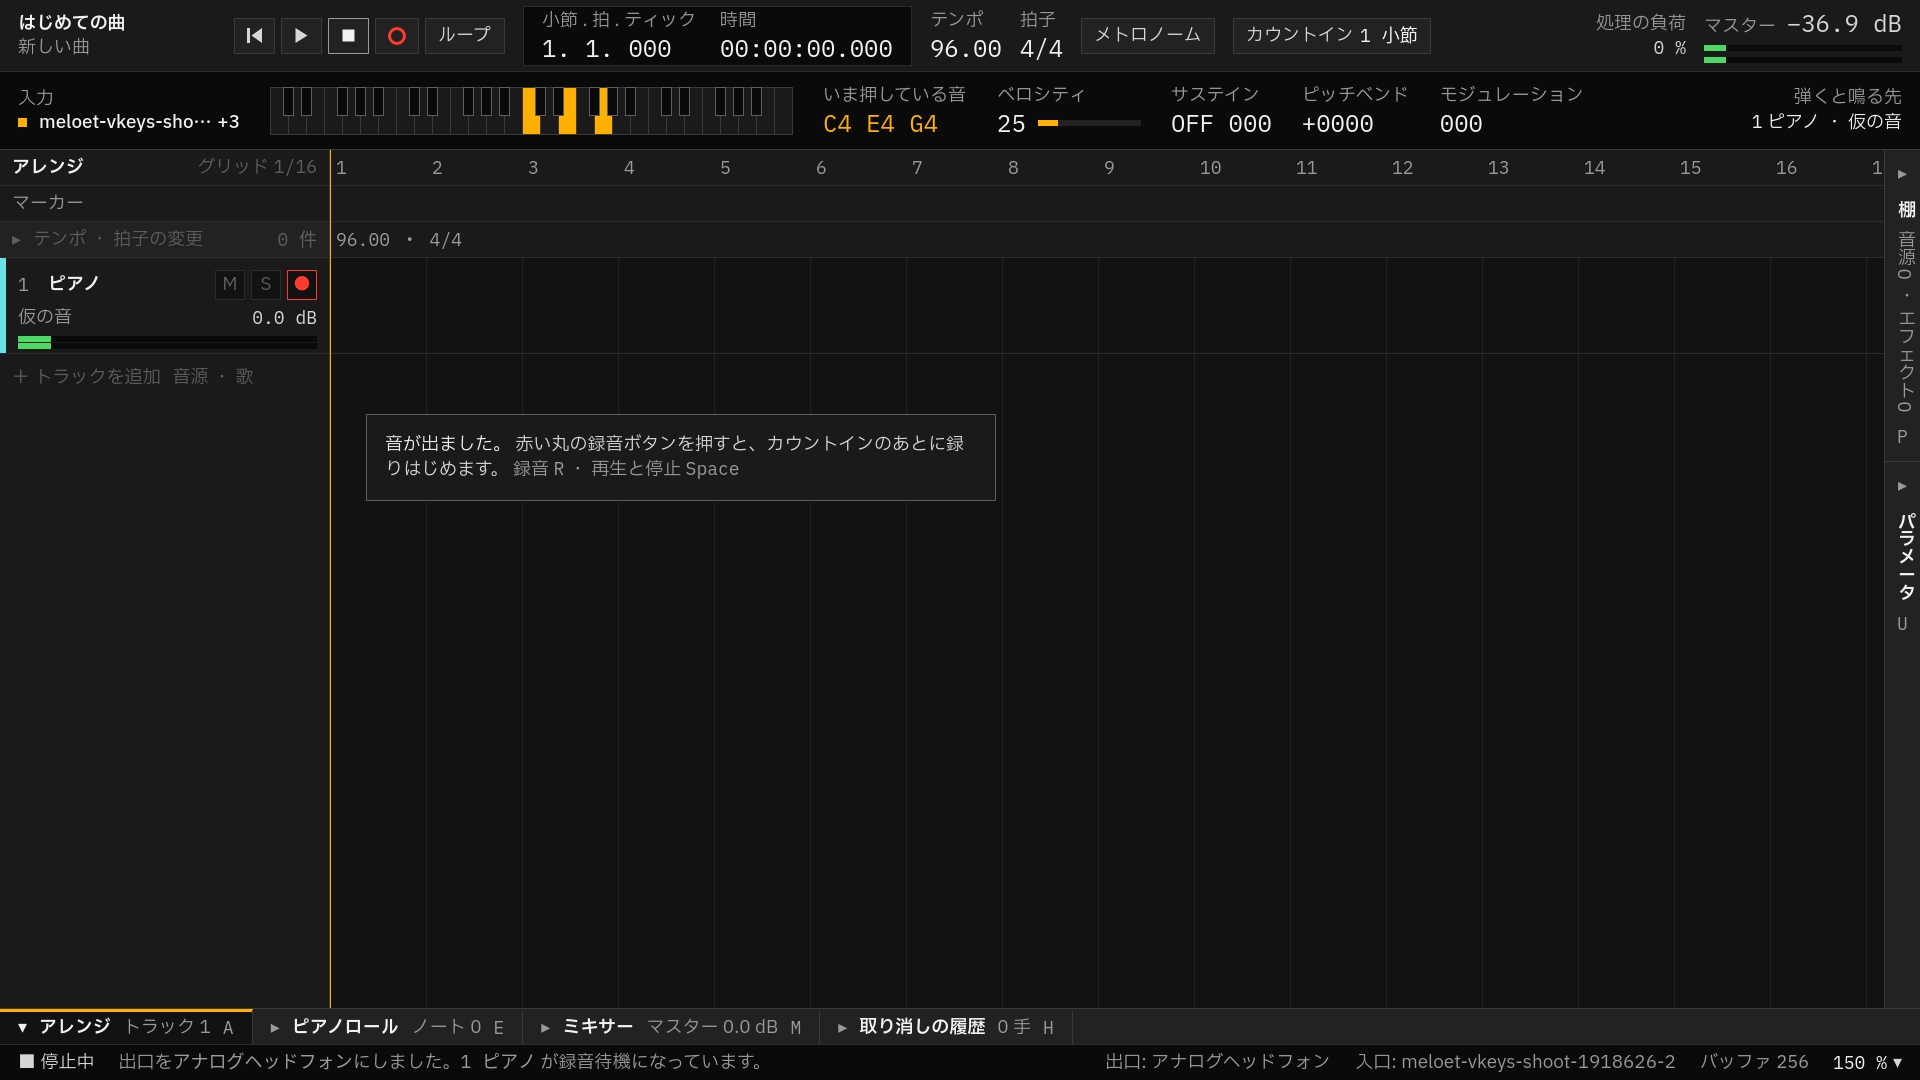 はじめての曲
新しい曲
ループ
小節 . 拍 . ティック 時間
1. 1. 000 00:00:00.000
テンポ 拍子
96.00 4/4
メトロノーム
カウントイン 1 小節
処理の負荷
0 %
マスター −36.9 dB
入力
meloet-vkeys-sho… +3
いま押している音
C4 E4 G4
ベロシティ
25
サステイン
OFF 000
ピッチベンド
+0000
モジュレーション
000
弾くと鳴る先
1 ピアノ · 仮の音
アレンジ グリッド 1/16
1 2 3 4 5 6 7 8 9 10 11 12 13 14 15 16 1
マーカー
▸ テンポ · 拍子の変更 0 件
96.00 · 4/4
1 ピアノ M S
仮の音 0.0 dB
＋ トラックを追加 音源 · 歌
音が出ました。 赤い丸の録音ボタンを押すと、カウントインのあとに録
りはじめます。 録音 R · 再生と停止 Space
▸ 棚 音源 0 · エフェクト 0 P
▸ パラメータ U
▾ アレンジ トラック 1 A
▸ ピアノロール ノート 0 E
▸ ミキサー マスター 0.0 dB M
▸ 取り消しの履歴 0 手 H
■ 停止中 出口をアナログヘッドフォンにしました。1 ピアノ が録音待機になっています。
出口: アナログヘッドフォン 入口: meloet-vkeys-shoot-1918626-2 バッファ 256 150 % ▾